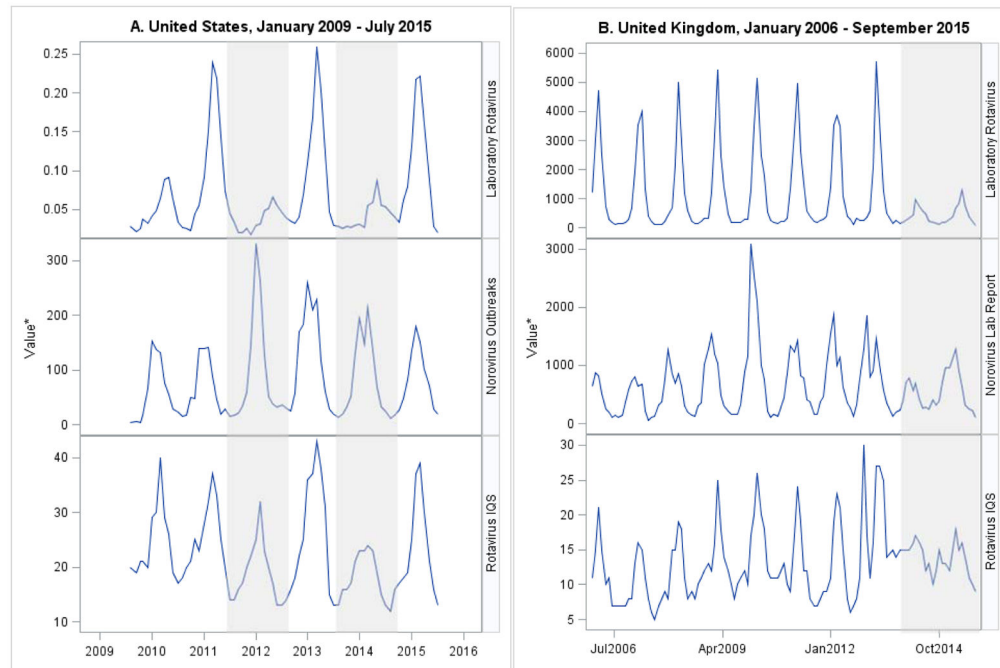 A. United States, January 2009 - July 2015
0.25
0.20
0.15
0.10
0.05
Laboratory Rotavirus
300
200
100
0
Norovirus Outbreaks
Value*
40
30
20
10
Rotavirus IQS
2009 2010 2011 2012 2013 2014 2015 2016
B. United Kingdom, January 2006 - September 2015
6000
5000
4000
3000
2000
1000
0
Laboratory Rotavirus
3000
2000
1000
0
Norovirus Lab Report
Value*
30
25
20
15
10
5
Rotavirus IQS
Jul2006 Apr2009 Jan2012 Oct2014